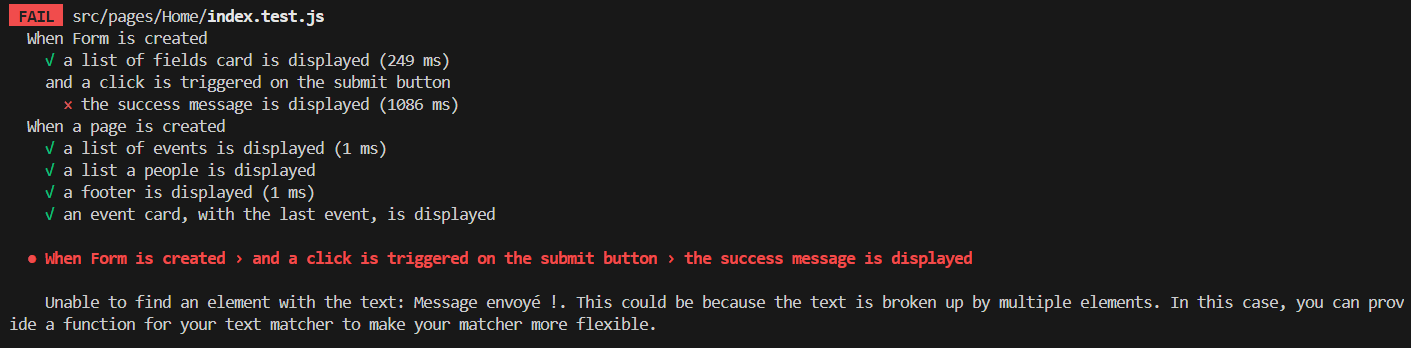 FAIL src/pages/Home/index.test.js
When Form is created
√ a list of fields card is displayed (249 ms)
and a click is triggered on the submit button
× the success message is displayed (1086 ms)
When a page is created
√ a list of events is displayed (1 ms)
√ a list a people is displayed
√ a footer is displayed (1 ms)
√ an event card, with the last event, is displayed
● When Form is created › and a click is triggered on the submit button › the success message is displayed
Unable to find an element with the text: Message envoyé !. This could be because the text is broken up by multiple elements. In this case, you can prov
ide a function for your text matcher to make your matcher more flexible.